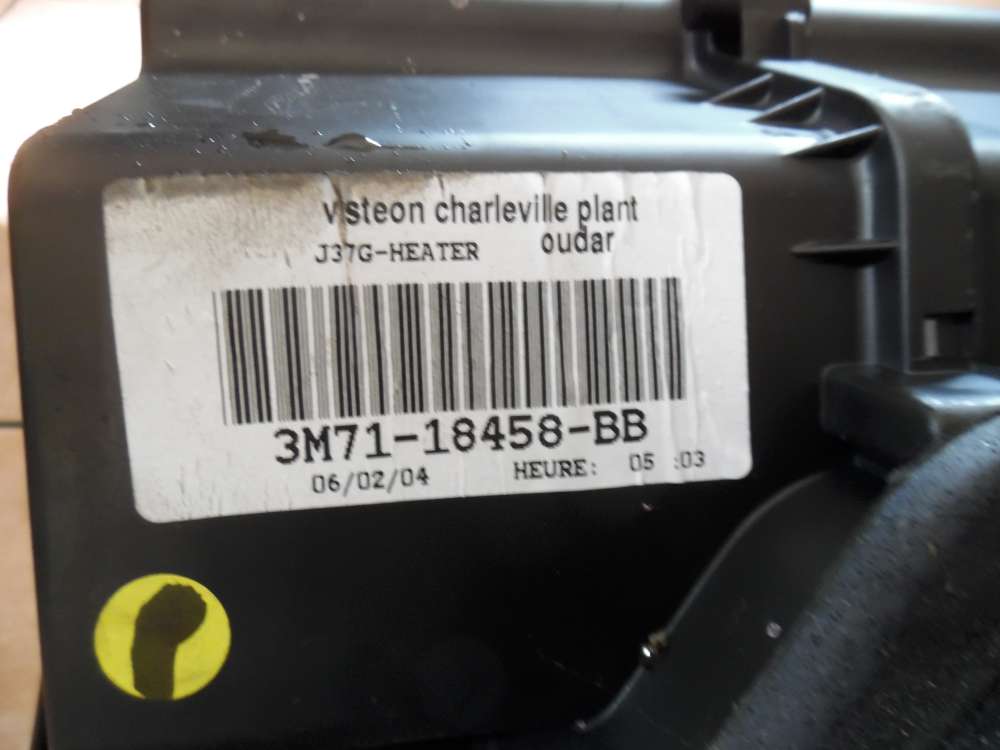 visteon charleville plant
J37G-HEATER oudar
3M71-18458-BB
06/02/04 HEURE: 05 :03